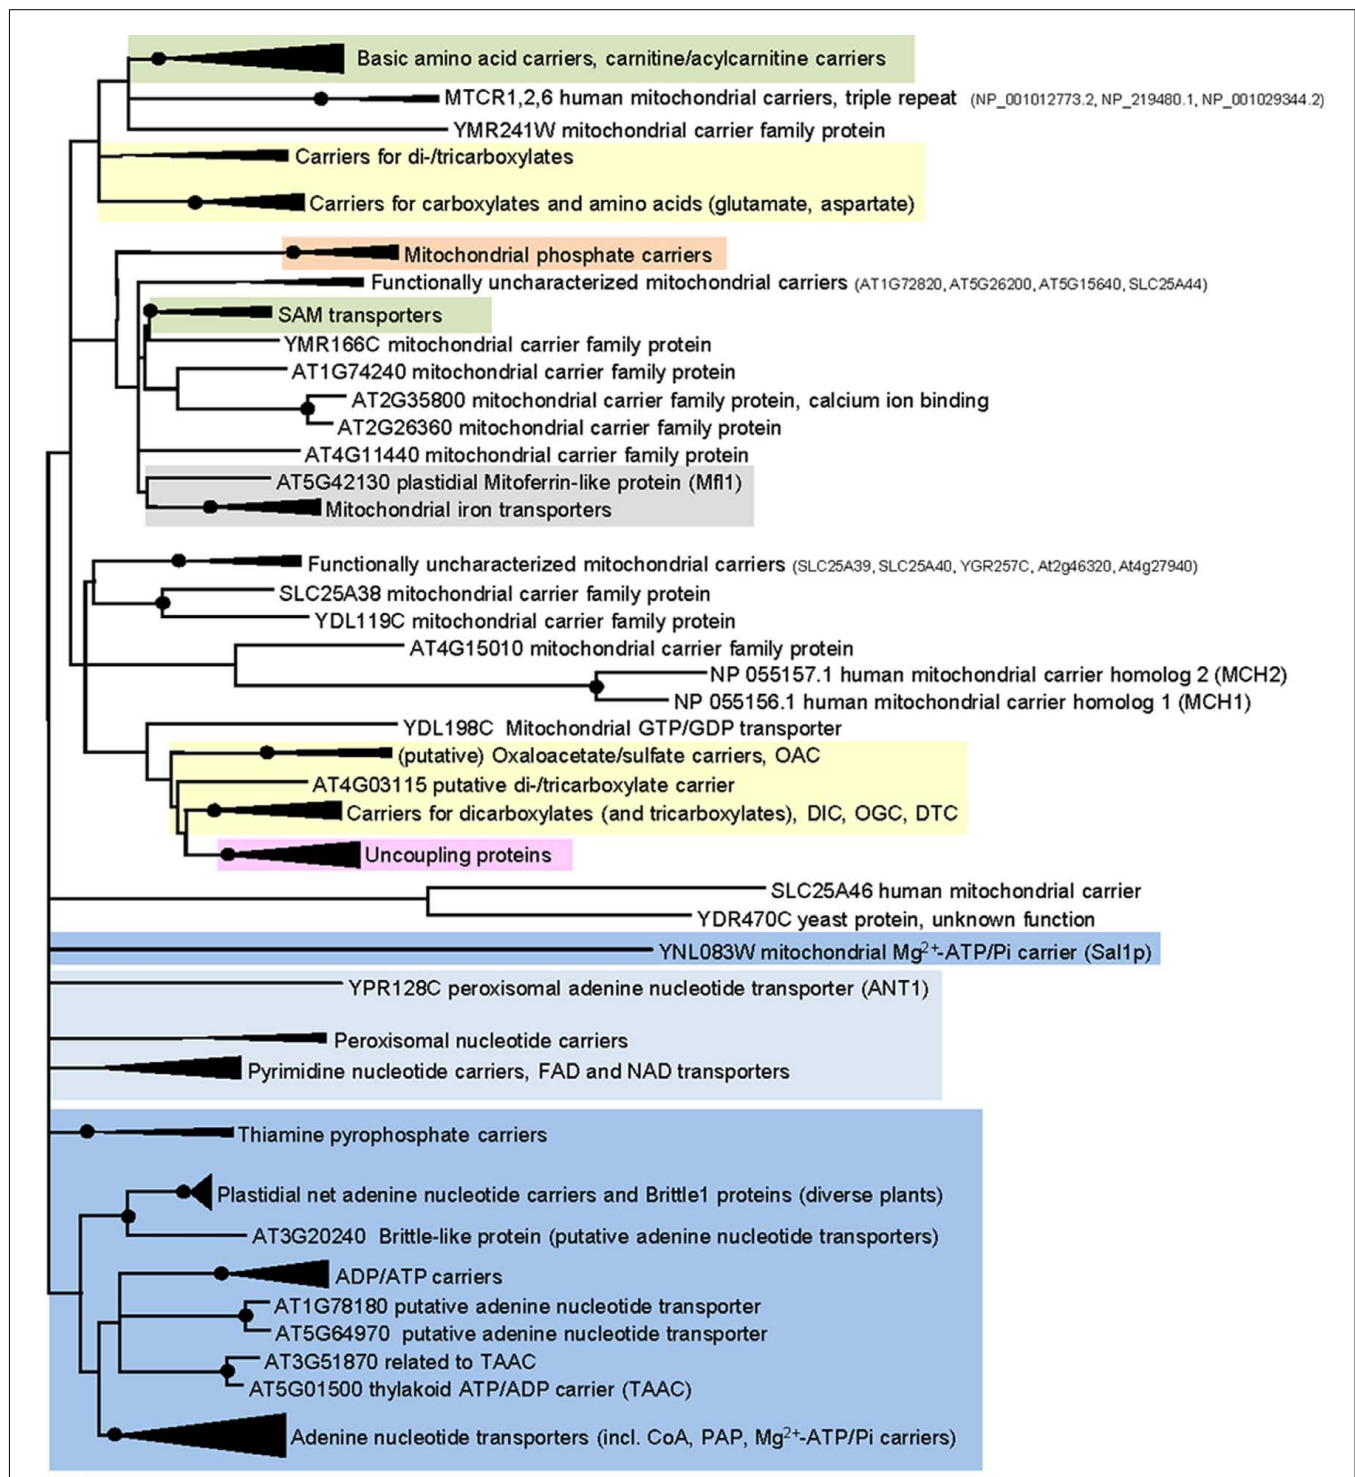 Basic amino acid carriers, carnitine/acylcarnitine carriers
MTCR1,2,6 human mitochondrial carriers, triple repeat (NP_001012773.2, NP_219480.1, NP_001029344.2)
YMR241W mitochondrial carrier family protein
Carriers for di-/tricarboxylates
Carriers for carboxylates and amino acids (glutamate, aspartate)
Mitochondrial phosphate carriers
Functionally uncharacterized mitochondrial carriers (AT1G72820, AT5G26200, AT5G15640, SLC25A44)
SAM transporters
YMR166C mitochondrial carrier family protein
AT1G74240 mitochondrial carrier family protein
AT2G35800 mitochondrial carrier family protein, calcium ion binding
AT2G26360 mitochondrial carrier family protein
AT4G11440 mitochondrial carrier family protein
AT5G42130 plastidial Mitoferrin-like protein (Mfl1)
Mitochondrial iron transporters
Functionally uncharacterized mitochondrial carriers (SLC25A39, SLC25A40, YGR257C, At2g46320, At4g27940)
SLC25A38 mitochondrial carrier family protein
YDL119C mitochondrial carrier family protein
AT4G15010 mitochondrial carrier family protein
NP 055157.1 human mitochondrial carrier homolog 2 (MCH2)
NP 055156.1 human mitochondrial carrier homolog 1 (MCH1)
YDL198C Mitochondrial GTP/GDP transporter
(putative) Oxaloacetate/sulfate carriers, OAC
AT4G03115 putative di-/tricarboxylate carrier
Carriers for dicarboxylates (and tricarboxylates), DIC, OGC, DTC
Uncoupling proteins
SLC25A46 human mitochondrial carrier
YDR470C yeast protein, unknown function
YNL083W mitochondrial Mg²⁺-ATP/Pi carrier (Sal1p)
YPR128C peroxisomal adenine nucleotide transporter (ANT1)
Peroxisomal nucleotide carriers
Pyrimidine nucleotide carriers, FAD and NAD transporters
Thiamine pyrophosphate carriers
Plastidial net adenine nucleotide carriers and Brittle1 proteins (diverse plants)
AT3G20240 Brittle-like protein (putative adenine nucleotide transporters)
ADP/ATP carriers
AT1G78180 putative adenine nucleotide transporter
AT5G64970 putative adenine nucleotide transporter
AT3G51870 related to TAAC
AT5G01500 thylakoid ATP/ADP carrier (TAAC)
Adenine nucleotide transporters (incl. CoA, PAP, Mg²⁺-ATP/Pi carriers)